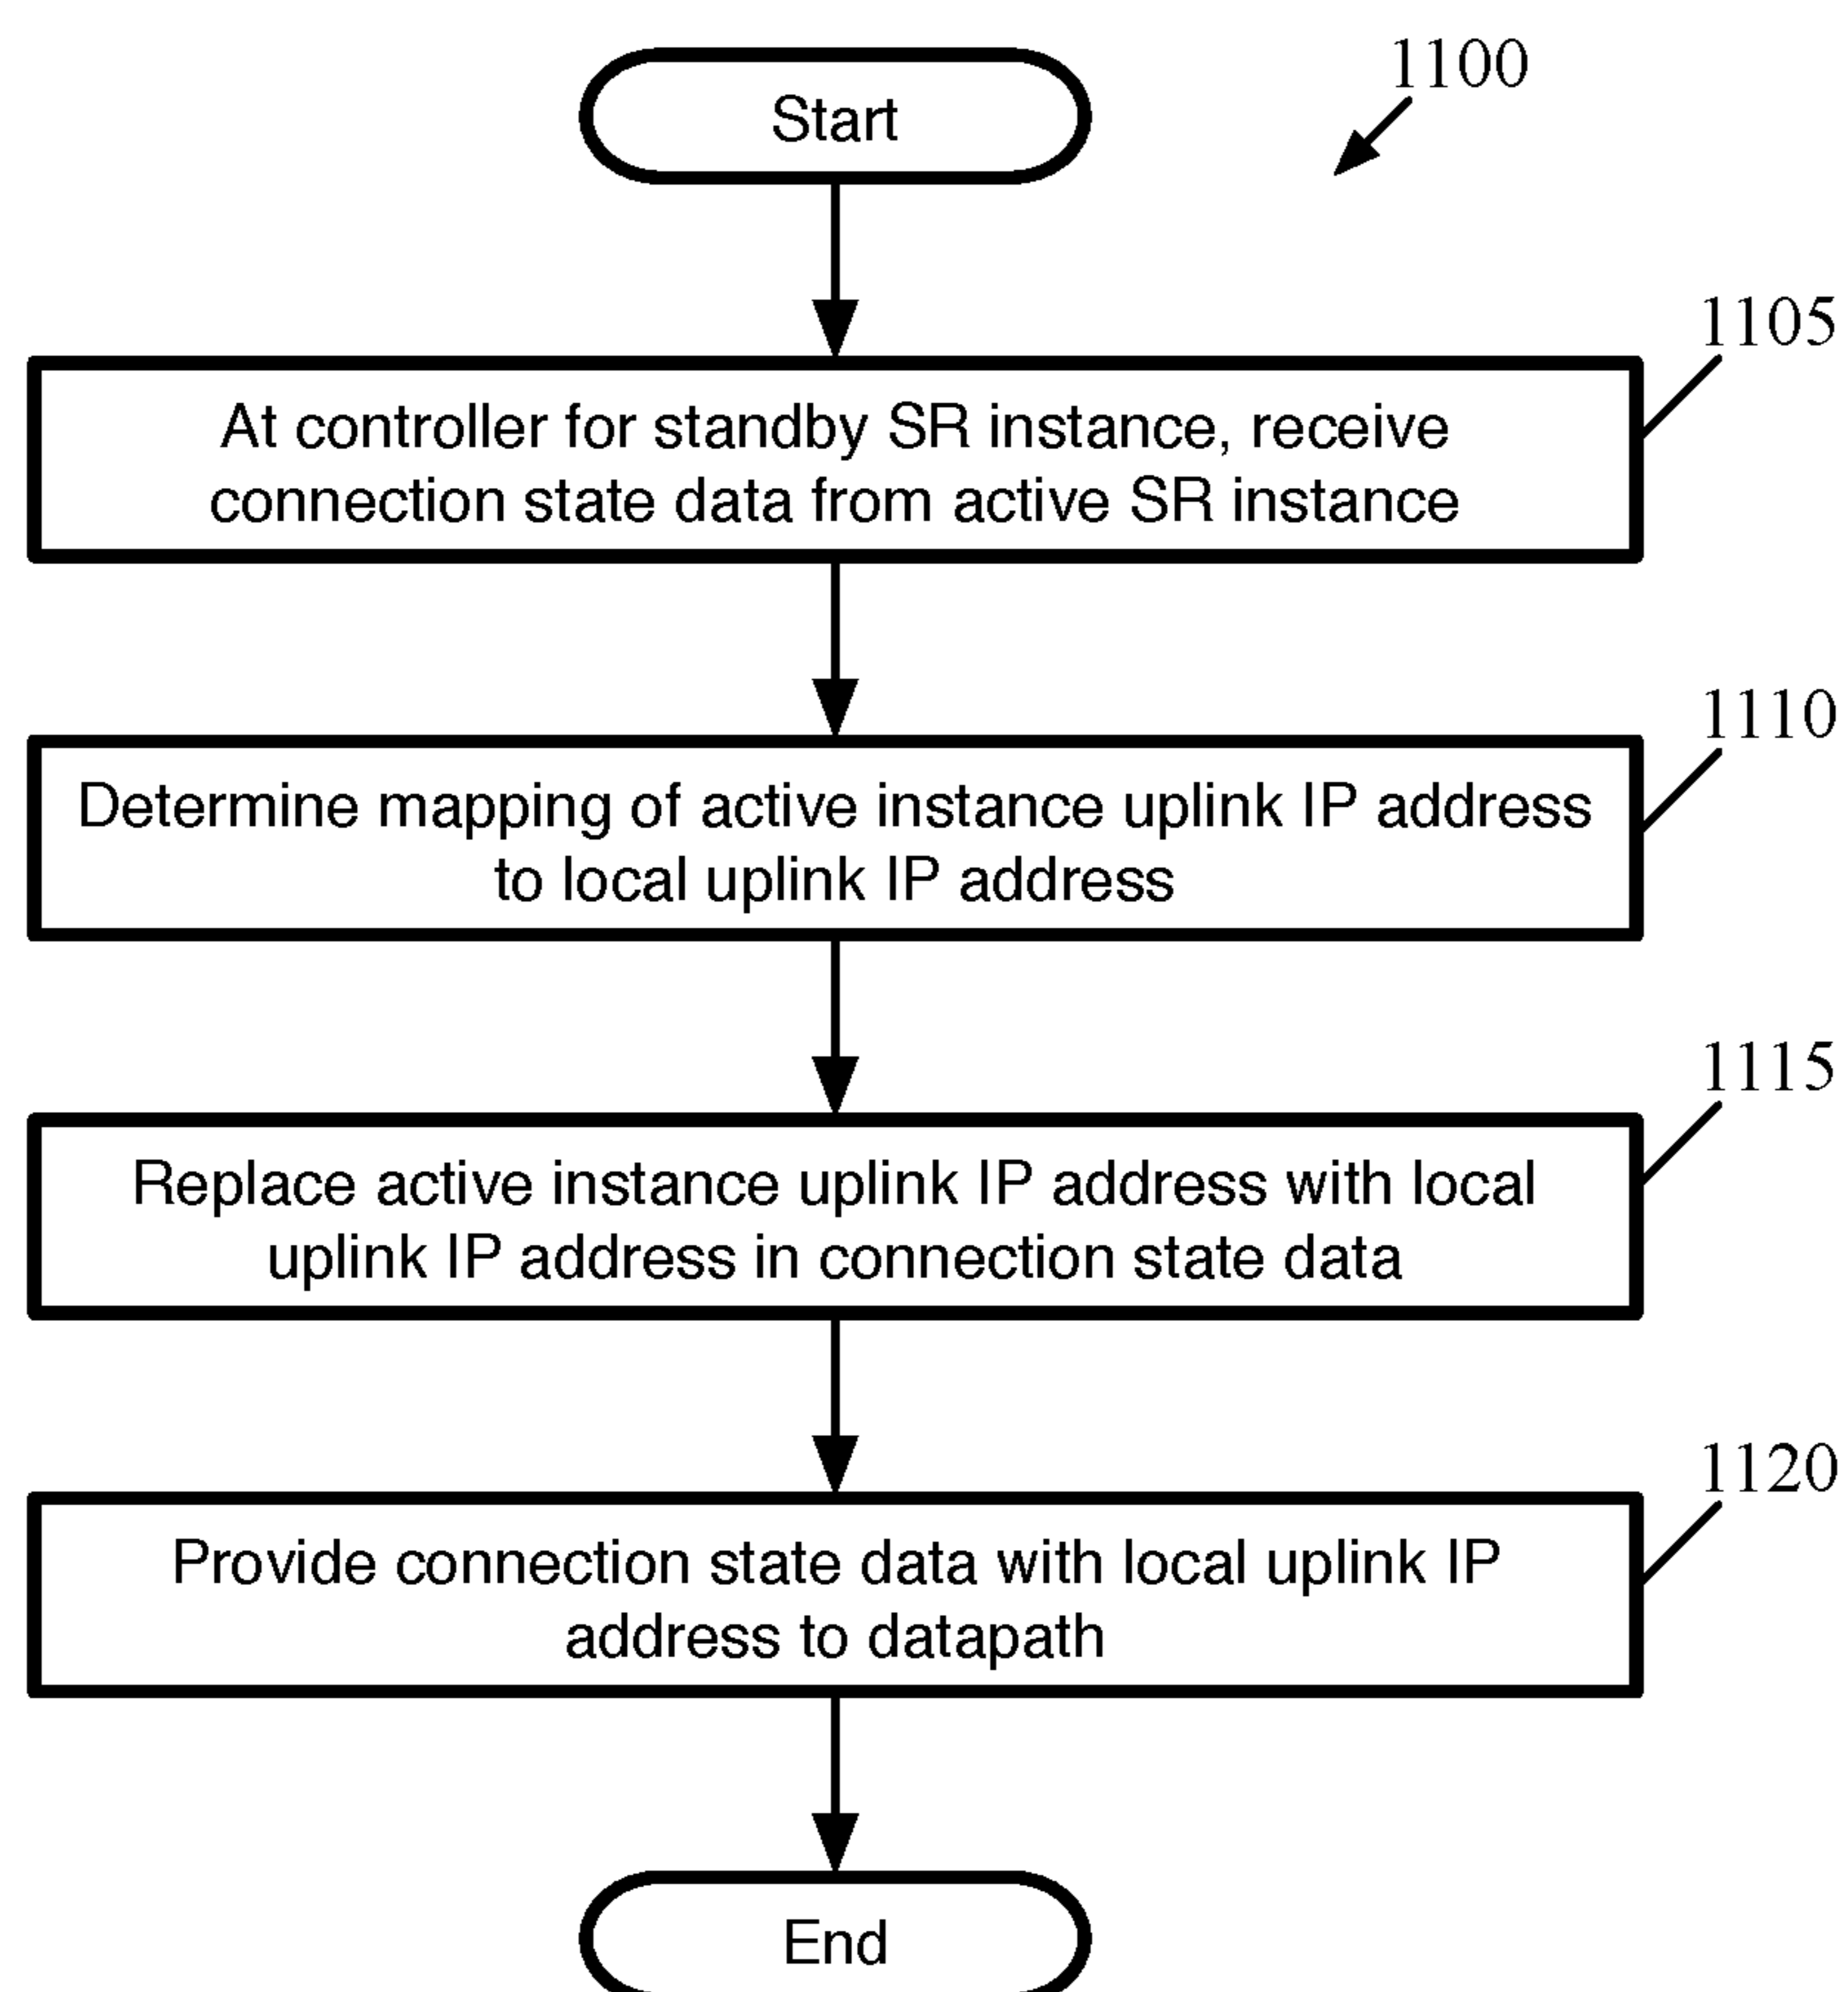 1100
Start
1105
At controller for standby SR instance, receive
connection state data from active SR instance
1110
Determine mapping of active instance uplink IP address
to local uplink IP address
1115
Replace active instance uplink IP address with local
uplink IP address in connection state data
1120
Provide connection state data with local uplink IP
address to datapath
End